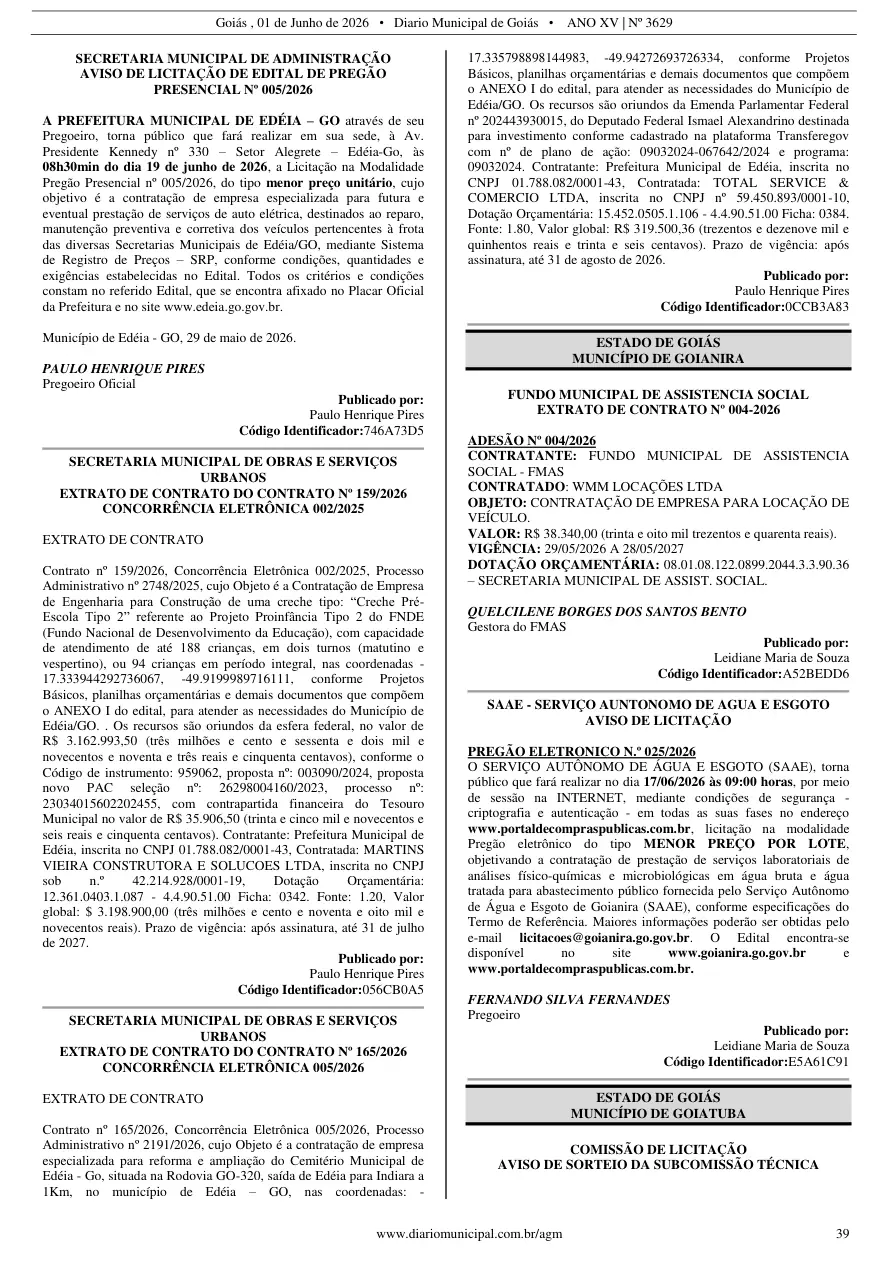 Goiás , 01 de Junho de 2026 • Diario Municipal de Goiás • ANO XV | Nº 3629
SECRETARIA MUNICIPAL DE ADMINISTRAÇÃO
AVISO DE LICITAÇÃO DE EDITAL DE PREGÃO
PRESENCIAL Nº 005/2026
A PREFEITURA MUNICIPAL DE EDÉIA – GO através de seu
Pregoeiro, torna público que fará realizar em sua sede, à Av.
Presidente Kennedy nº 330 – Setor Alegrete – Edéia-Go, às
08h30min do dia 19 de junho de 2026, a Licitação na Modalidade
Pregão Presencial nº 005/2026, do tipo menor preço unitário, cujo
objetivo é a contratação de empresa especializada para futura e
eventual prestação de serviços de auto elétrica, destinados ao reparo,
manutenção preventiva e corretiva dos veículos pertencentes à frota
das diversas Secretarias Municipais de Edéia/GO, mediante Sistema
de Registro de Preços – SRP, conforme condições, quantidades e
exigências estabelecidas no Edital. Todos os critérios e condições
constam no referido Edital, que se encontra afixado no Placar Oficial
da Prefeitura e no site www.edeia.go.gov.br.
Município de Edéia - GO, 29 de maio de 2026.
PAULO HENRIQUE PIRES
Pregoeiro Oficial
Publicado por:
Paulo Henrique Pires
Código Identificador:746A73D5
SECRETARIA MUNICIPAL DE OBRAS E SERVIÇOS
URBANOS
EXTRATO DE CONTRATO DO CONTRATO Nº 159/2026
CONCORRÊNCIA ELETRÔNICA 002/2025
EXTRATO DE CONTRATO
Contrato nº 159/2026, Concorrência Eletrônica 002/2025, Processo
Administrativo nº 2748/2025, cujo Objeto é a Contratação de Empresa
de Engenharia para Construção de uma creche tipo: “Creche Pré-
Escola Tipo 2” referente ao Projeto Proinfância Tipo 2 do FNDE
(Fundo Nacional de Desenvolvimento da Educação), com capacidade
de atendimento de até 188 crianças, em dois turnos (matutino e
vespertino), ou 94 crianças em período integral, nas coordenadas -
17.333944292736067, -49.9199989716111, conforme Projetos
Básicos, planilhas orçamentárias e demais documentos que compõem
o ANEXO I do edital, para atender as necessidades do Município de
Edéia/GO. . Os recursos são oriundos da esfera federal, no valor de
R$ 3.162.993,50 (três milhões e cento e sessenta e dois mil e
novecentos e noventa e três reais e cinquenta centavos), conforme o
Código de instrumento: 959062, proposta nº: 003090/2024, proposta
novo PAC seleção nº: 26298004160/2023, processo nº:
23034015602202455, com contrapartida financeira do Tesouro
Municipal no valor de R$ 35.906,50 (trinta e cinco mil e novecentos e
seis reais e cinquenta centavos). Contratante: Prefeitura Municipal de
Edéia, inscrita no CNPJ 01.788.082/0001-43, Contratada: MARTINS
VIEIRA CONSTRUTORA E SOLUCOES LTDA, inscrita no CNPJ
sob n.º 42.214.928/0001-19, Dotação Orçamentária:
12.361.0403.1.087 - 4.4.90.51.00 Ficha: 0342. Fonte: 1.20, Valor
global: $ 3.198.900,00 (três milhões e cento e noventa e oito mil e
novecentos reais). Prazo de vigência: após assinatura, até 31 de julho
de 2027.
Publicado por:
Paulo Henrique Pires
Código Identificador:056CB0A5
SECRETARIA MUNICIPAL DE OBRAS E SERVIÇOS
URBANOS
EXTRATO DE CONTRATO DO CONTRATO Nº 165/2026
CONCORRÊNCIA ELETRÔNICA 005/2026
EXTRATO DE CONTRATO
Contrato nº 165/2026, Concorrência Eletrônica 005/2026, Processo
Administrativo nº 2191/2026, cujo Objeto é a contratação de empresa
especializada para reforma e ampliação do Cemitério Municipal de
Edéia - Go, situada na Rodovia GO-320, saída de Edéia para Indiara a
1Km, no município de Edéia – GO, nas coordenadas: -
17.335798898144983, -49.94272693726334, conforme Projetos
Básicos, planilhas orçamentárias e demais documentos que compõem
o ANEXO I do edital, para atender as necessidades do Município de
Edéia/GO. Os recursos são oriundos da Emenda Parlamentar Federal
nº 202443930015, do Deputado Federal Ismael Alexandrino destinada
para investimento conforme cadastrado na plataforma Transferegov
com nº de plano de ação: 09032024-067642/2024 e programa:
09032024. Contratante: Prefeitura Municipal de Edéia, inscrita no
CNPJ 01.788.082/0001-43, Contratada: TOTAL SERVICE &
COMERCIO LTDA, inscrita no CNPJ nº 59.450.893/0001-10,
Dotação Orçamentária: 15.452.0505.1.106 - 4.4.90.51.00 Ficha: 0384.
Fonte: 1.80, Valor global: R$ 319.500,36 (trezentos e dezenove mil e
quinhentos reais e trinta e seis centavos). Prazo de vigência: após
assinatura, até 31 de agosto de 2026.
Publicado por:
Paulo Henrique Pires
Código Identificador:0CCB3A83
ESTADO DE GOIÁS
MUNICÍPIO DE GOIANIRA
FUNDO MUNICIPAL DE ASSISTENCIA SOCIAL
EXTRATO DE CONTRATO Nº 004-2026
ADESÃO Nº 004/2026
CONTRATANTE: FUNDO MUNICIPAL DE ASSISTENCIA
SOCIAL - FMAS
CONTRATADO: WMM LOCAÇÕES LTDA
OBJETO: CONTRATAÇÃO DE EMPRESA PARA LOCAÇÃO DE
VEÍCULO.
VALOR: R$ 38.340,00 (trinta e oito mil trezentos e quarenta reais).
VIGÊNCIA: 29/05/2026 A 28/05/2027
DOTAÇÃO ORÇAMENTÁRIA: 08.01.08.122.0899.2044.3.3.90.36
– SECRETARIA MUNICIPAL DE ASSIST. SOCIAL.
QUELCILENE BORGES DOS SANTOS BENTO
Gestora do FMAS
Publicado por:
Leidiane Maria de Souza
Código Identificador:A52BEDD6
SAAE - SERVIÇO AUNTONOMO DE AGUA E ESGOTO
AVISO DE LICITAÇÃO
PREGÃO ELETRONICO N.º 025/2026
O SERVIÇO AUTÔNOMO DE ÁGUA E ESGOTO (SAAE), torna
público que fará realizar no dia 17/06/2026 às 09:00 horas, por meio
de sessão na INTERNET, mediante condições de segurança -
criptografia e autenticação - em todas as suas fases no endereço
www.portaldecompraspublicas.com.br, licitação na modalidade
Pregão eletrônico do tipo MENOR PREÇO POR LOTE,
objetivando a contratação de prestação de serviços laboratoriais de
análises físico-químicas e microbiológicas em água bruta e água
tratada para abastecimento público fornecida pelo Serviço Autônomo
de Água e Esgoto de Goianira (SAAE), conforme especificações do
Termo de Referência. Maiores informações poderão ser obtidas pelo
e-mail licitacoes@goianira.go.gov.br. O Edital encontra-se
disponível no site www.goianira.go.gov.br e
www.portaldecompraspublicas.com.br.
FERNANDO SILVA FERNANDES
Pregoeiro
Publicado por:
Leidiane Maria de Souza
Código Identificador:E5A61C91
ESTADO DE GOIÁS
MUNICÍPIO DE GOIATUBA
COMISSÃO DE LICITAÇÃO
AVISO DE SORTEIO DA SUBCOMISSÃO TÉCNICA
www.diariomunicipal.com.br/agm
39